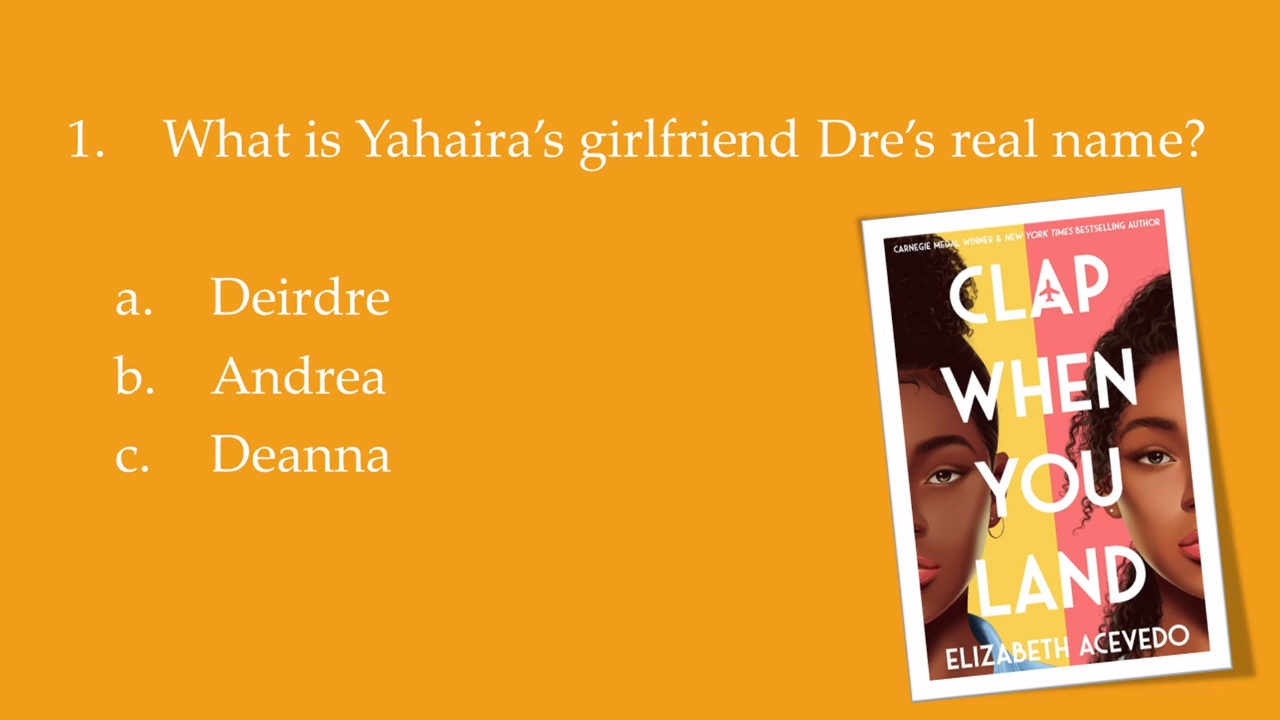 1. What is Yahaira’s girlfriend Dre’s real name?
a. Deirdre
b. Andrea
c. Deanna
CARNEGIE MEDAL WINNER & NEW YORK TIMES BESTSELLING AUTHOR
CLAP
WHEN
YOU
LAND
ELIZABETH ACEVEDO